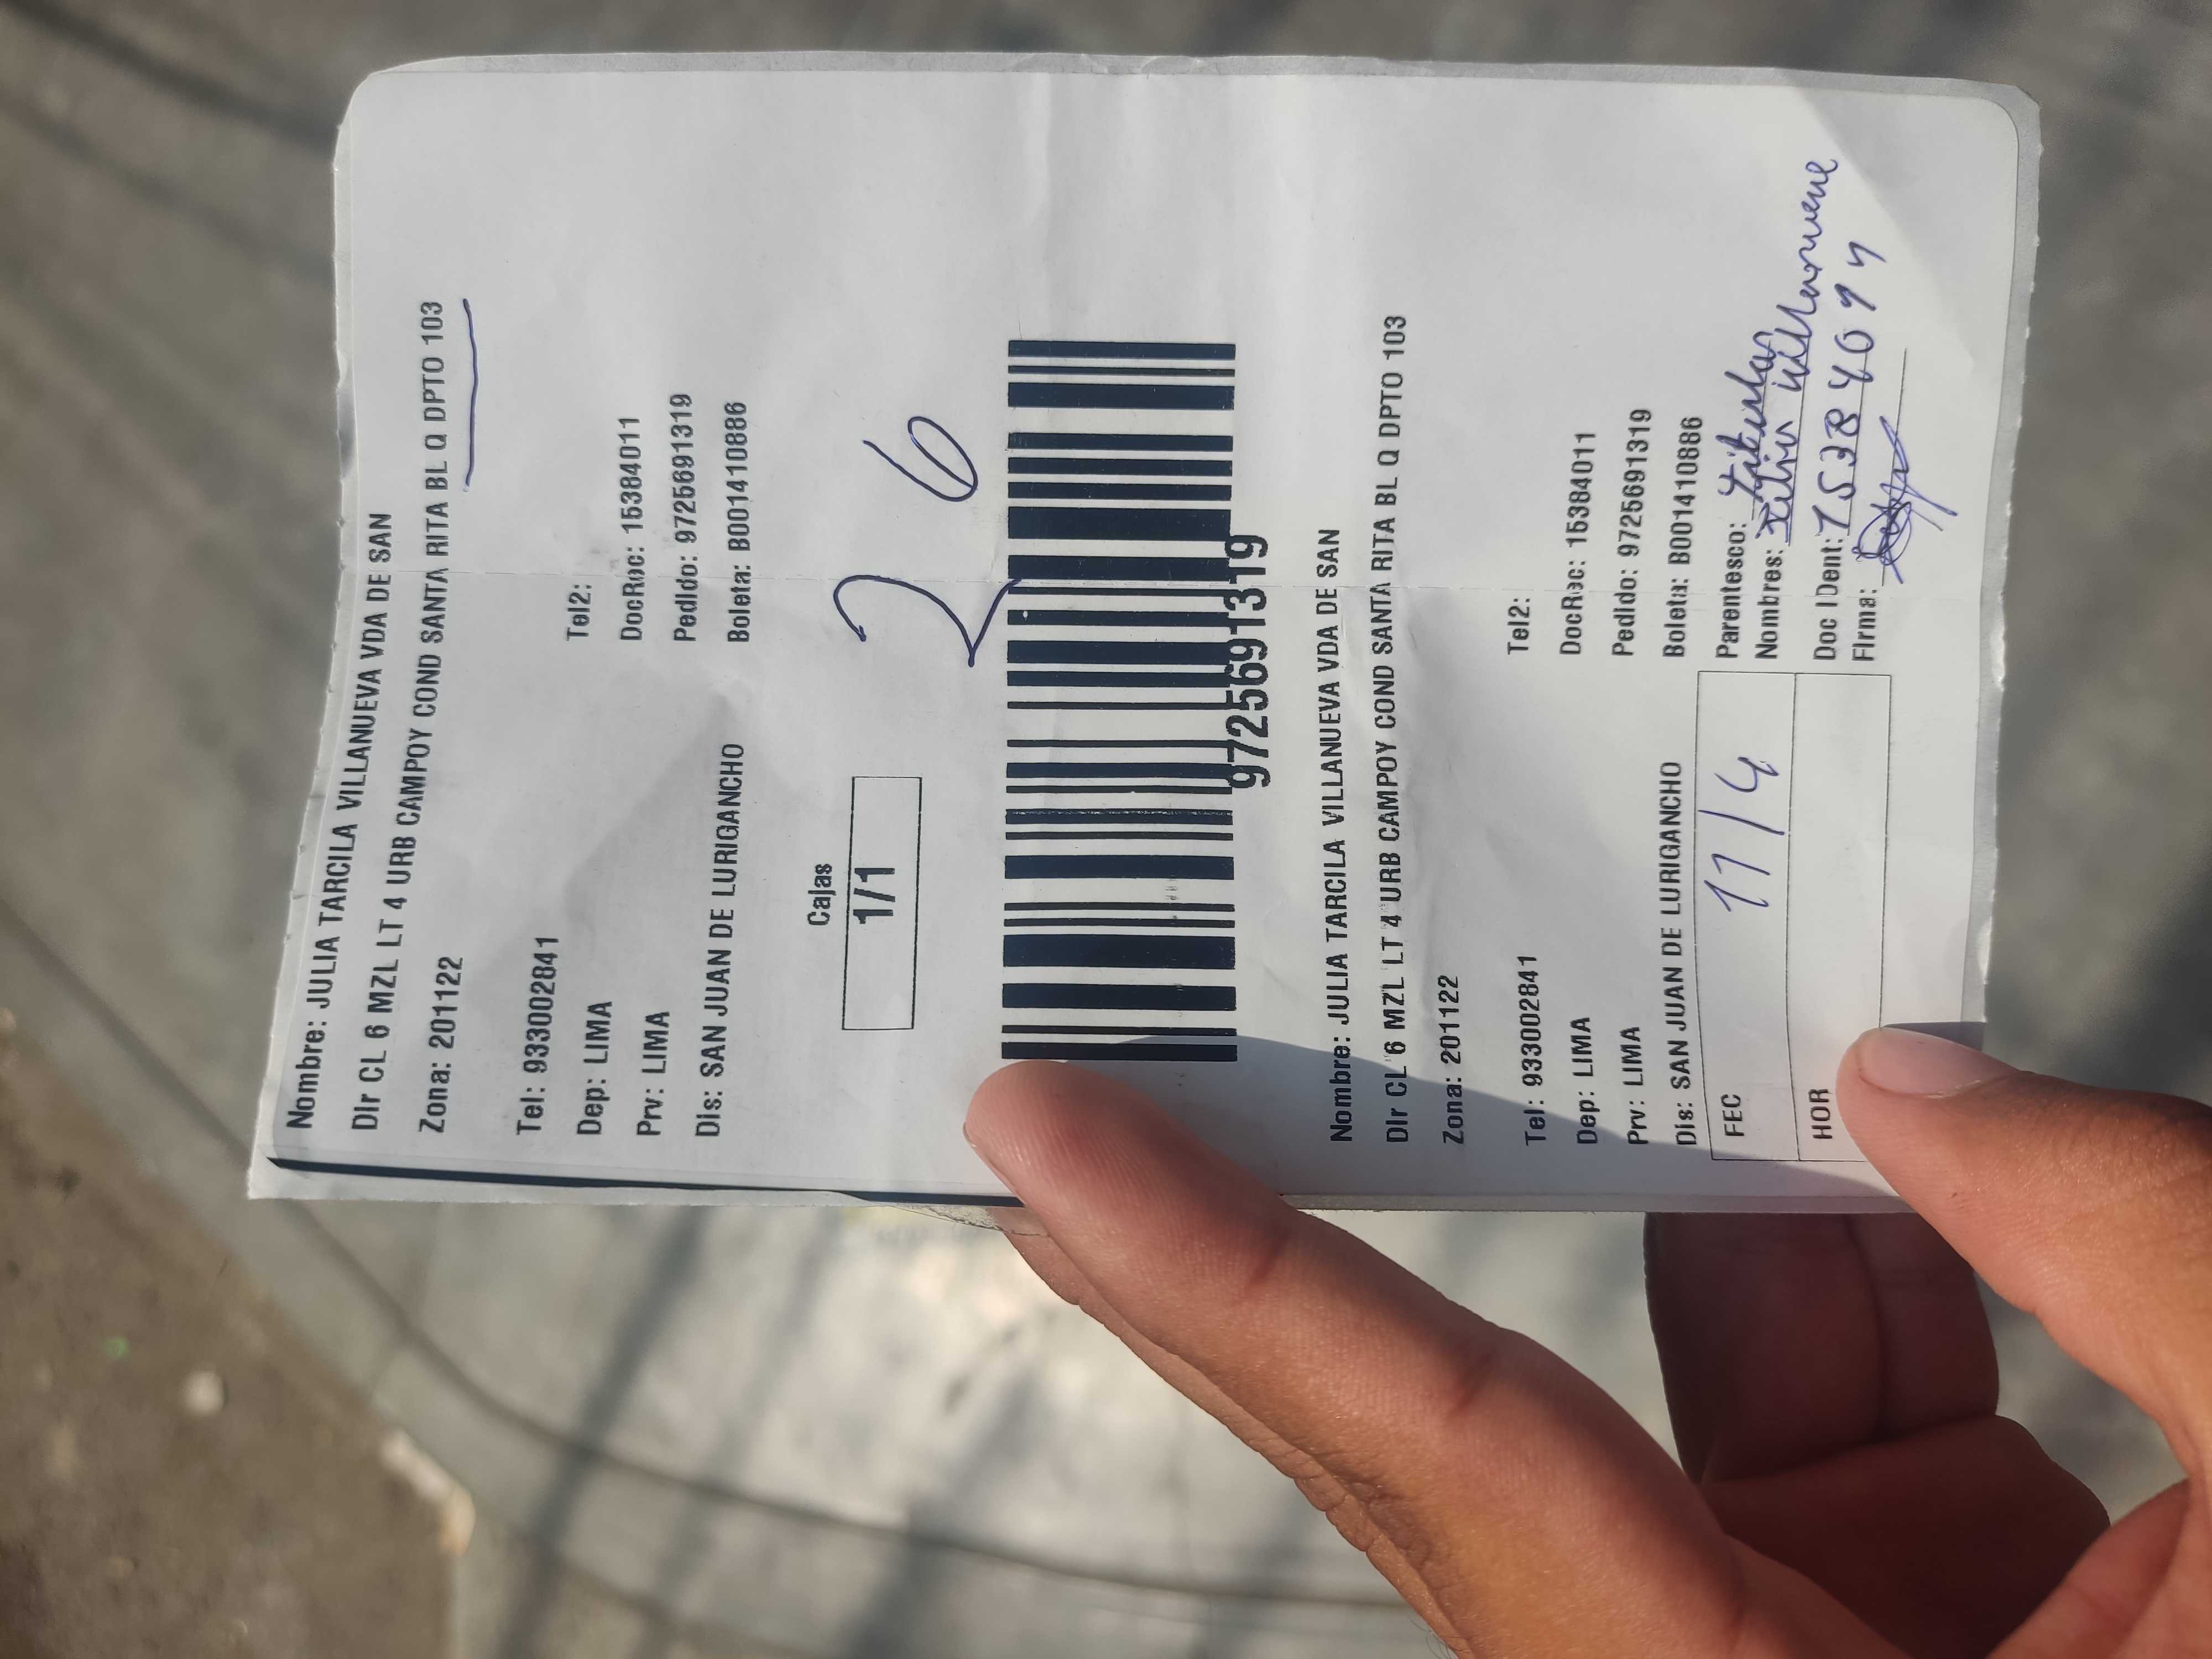 Nombre: JULIA TARCILA VILLANUEVA VDA DE SAN
Dir CL 6 MZL LT 4 URB CAMPOY COND SANTA RITA BL Q DPTO 103
Zona: 201122
Tel: 933002841 Tel2:
Dep: LIMA DocRec: 15384011
Prv: LIMA Pedido: 9725691319
Dis: SAN JUAN DE LURIGANCHO Boleta: B001410886
Cajas
1/1
26
9725691319
Nombre: JULIA TARCILA VILLANUEVA VDA DE SAN
Dir CL 6 MZL LT 4 URB CAMPOY COND SANTA RITA BL Q DPTO 103
Zona: 201122
Tel: 933002841 Tel2:
Dep: LIMA DocRec: 15384011
Prv: LIMA Pedido: 9725691319
Dis: SAN JUAN DE LURIGANCHO Boleta: B001410886
FEC 17/4 Parentesco: Titular
Nombres:
HOR Doc IDent:
Firma: